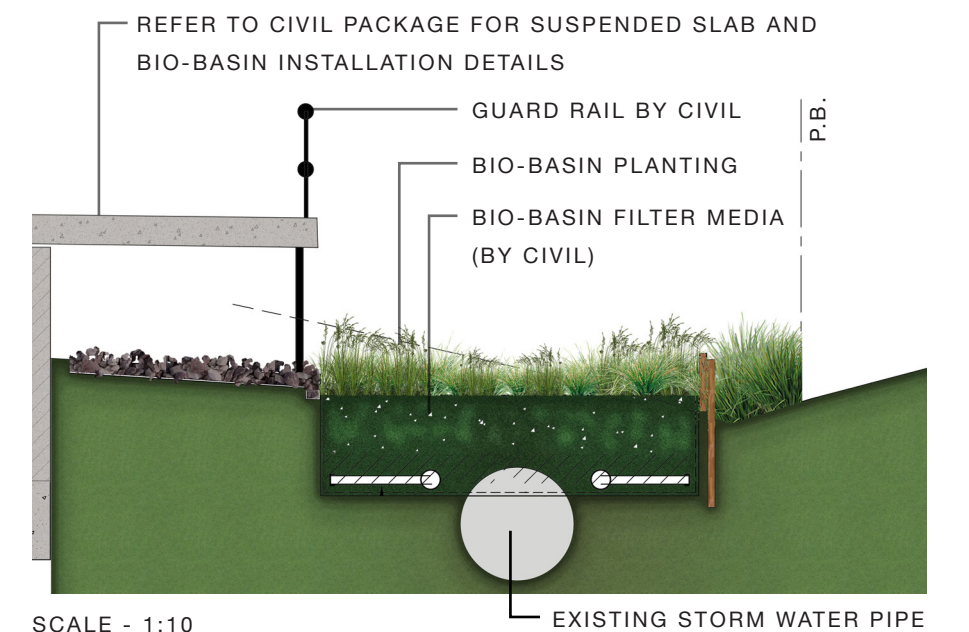 REFER TO CIVIL PACKAGE FOR SUSPENDED SLAB AND
BIO-BASIN INSTALLATION DETAILS
GUARD RAIL BY CIVIL
P.B.
BIO-BASIN PLANTING
BIO-BASIN FILTER MEDIA
(BY CIVIL)
EXISTING STORM WATER PIPE
SCALE - 1:10